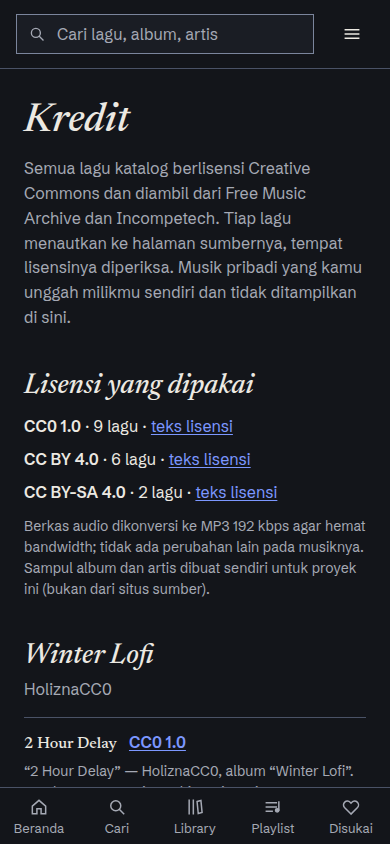 Cari lagu, album, artis
Kredit
Semua lagu katalog berlisensi Creative
Commons dan diambil dari Free Music
Archive dan Incompetech. Tiap lagu
menautkan ke halaman sumbernya, tempat
lisensinya diperiksa. Musik pribadi yang kamu
unggah milikmu sendiri dan tidak ditampilkan
di sini.
Lisensi yang dipakai
CC0 1.0 · 9 lagu · teks lisensi
CC BY 4.0 · 6 lagu · teks lisensi
CC BY-SA 4.0 · 2 lagu · teks lisensi
Berkas audio dikonversi ke MP3 192 kbps agar hemat
bandwidth; tidak ada perubahan lain pada musiknya.
Sampul album dan artis dibuat sendiri untuk proyek
ini (bukan dari situs sumber).
Winter Lofi
HoliznaCC0
2 Hour Delay CC0 1.0
“2 Hour Delay” — HoliznaCC0, album “Winter Lofi”.
Beranda Cari Library Playlist Disukai